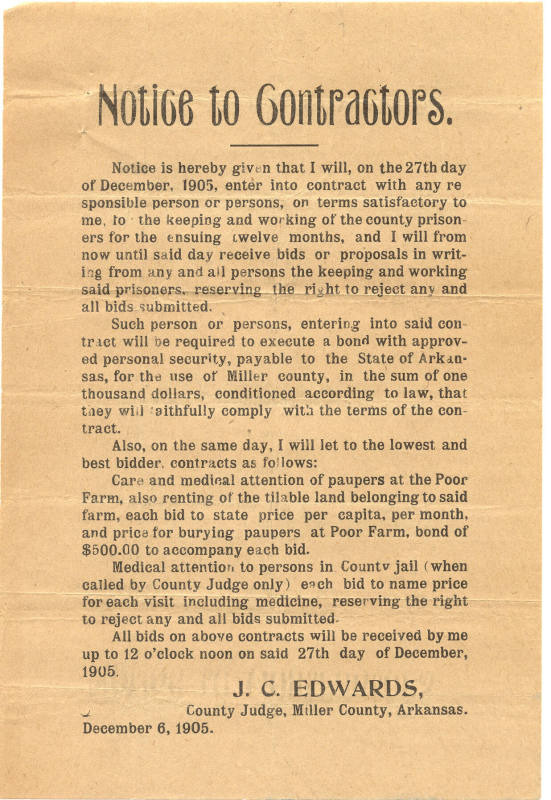 Notice to Contractors.
Notice is hereby given that I will, on the 27th day
of December, 1905, enter into contract with any re
sponsible person or persons, on terms satisfactory to
me, to the keeping and working of the county prison-
ers for the ensuing twelve months, and I will from
now until said day receive bids or proposals in writ-
ing from any and all persons the keeping and working
said prisoners, reserving the right to reject any and
all bids submitted.
Such person or persons, entering into said con-
tract will be required to execute a bond with approv-
ed personal security, payable to the State of Arkan-
sas, for the use of Miller county, in the sum of one
thousand dollars, conditioned according to law, that
they will faithfully comply with the terms of the con-
tract.
Also, on the same day, I will let to the lowest and
best bidder, contracts as follows:
Care and medical attention of paupers at the Poor
Farm, also renting of the tilable land belonging to said
farm, each bid to state price per capita, per month,
and price for burying paupers at Poor Farm, bond of
$500.00 to accompany each bid.
Medical attention to persons in County jail (when
called by County Judge only) each bid to name price
for each visit including medicine, reserving the right
to reject any and all bids submitted.
All bids on above contracts will be received by me
up to 12 o'clock noon on said 27th day of December,
1905.
J. C. EDWARDS,
County Judge, Miller County, Arkansas.
December 6, 1905.